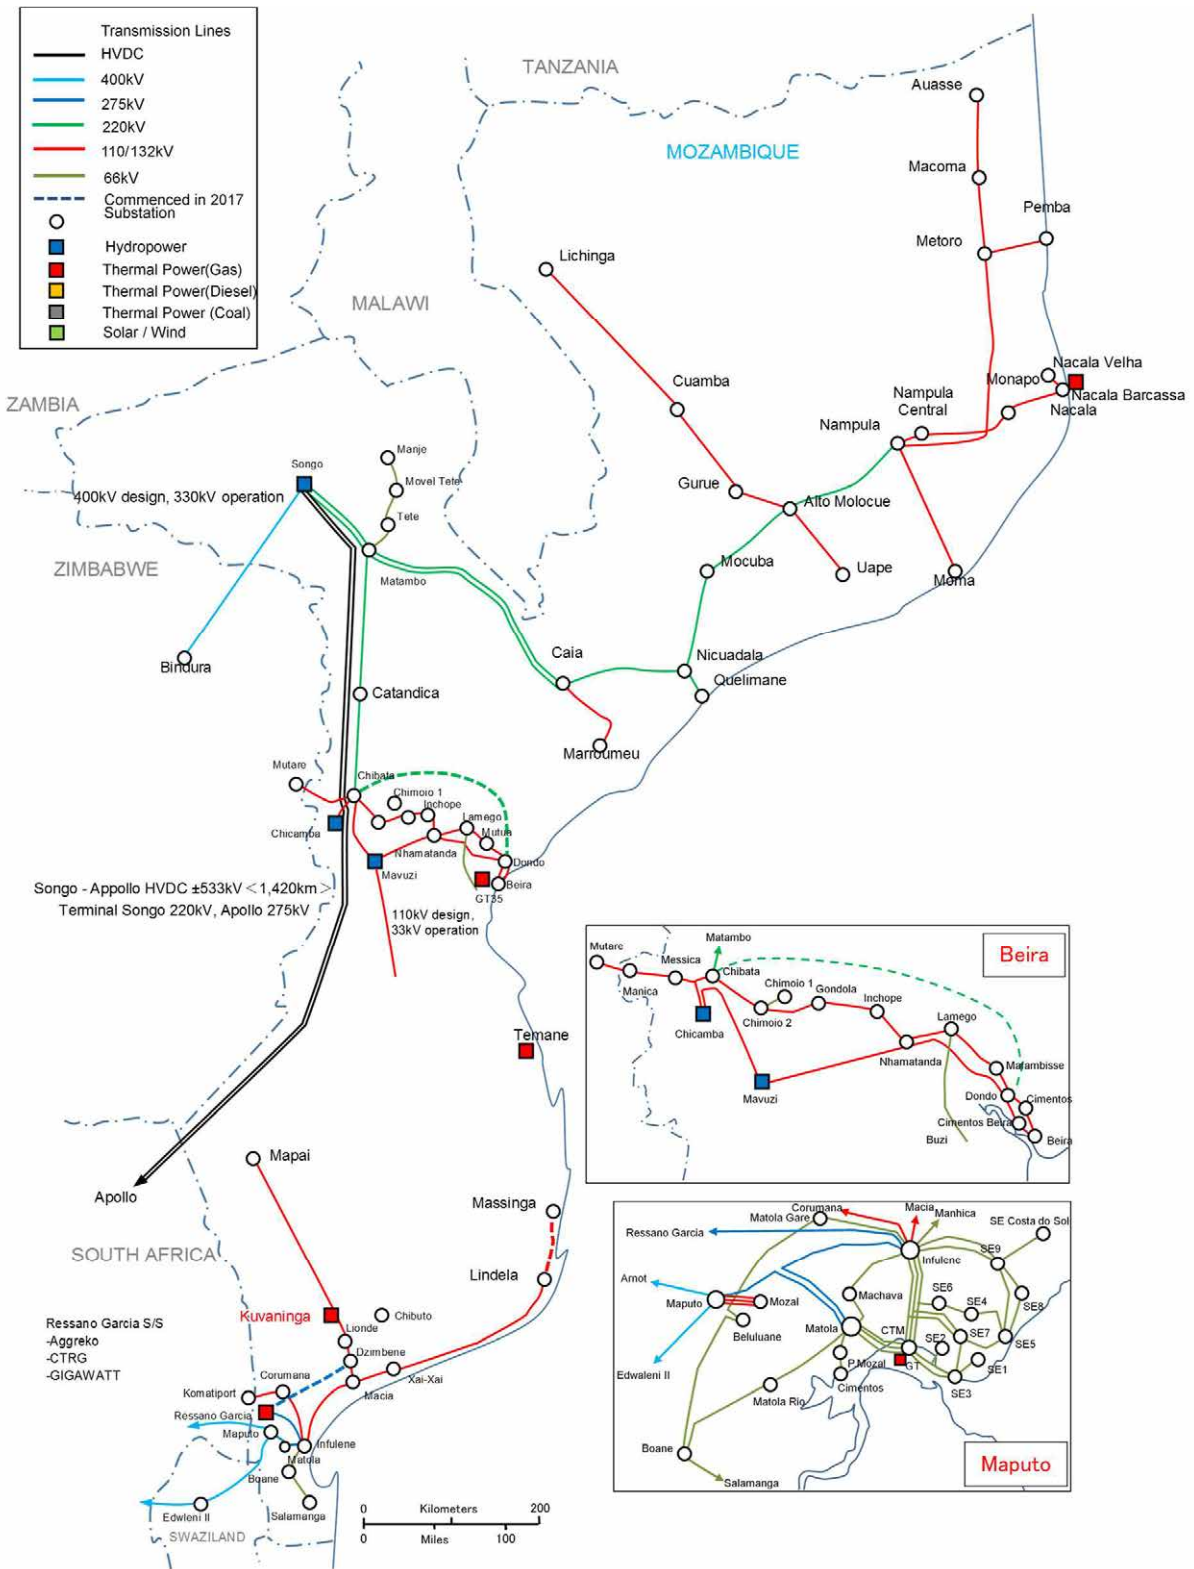 Transmission Lines
HVDC
400kV
275kV
220kV
110/132kV
66kV
Commenced in 2017
Substation
Hydropower
Thermal Power(Gas)
Thermal Power(Diesel)
Thermal Power (Coal)
Solar / Wind
TANZANIA
MOZAMBIQUE
MALAWI
ZAMBIA
ZIMBABWE
SOUTH AFRICA
SWAZILAND
Auasse
Macoma
Pemba
Metoro
Lichinga
Cuamba
Nacala Velha
Monapo
Nacala Barcassa
Nacala
Nampula
Central
Nampula
Gurue
Alto Molocue
Uape
Moma
Mocuba
Nicuadala
Quelimane
Caia
Marroumeu
Manje
Movel Tete
Tete
Songo
400kV design, 330kV operation
Matambo
Bindura
Catandica
Mutare
Chibata
Chimoio 1
Inchope
Lamego
Mutua
Chicamba
Nhamatanda
Dondo
Mavuzi
Beira
GT35
Songo - Appollo HVDC ±533kV <1,420km>
Terminal Songo 220kV, Apollo 275kV
110kV design,
33kV operation
Temane
Apollo
Mapai
Massinga
Lindela
Kuvaninga
Chibuto
Lionde
Dzimbene
Xai-Xai
Macia
Ressano Garcia S/S
-Aggreko
-CTRG
-GIGAWATT
Corumana
Komatiport
Ressano Garcia
Maputo
Infulene
Matola
Boane
Salamanga
Edwleni II
0 Kilometers 200
0 Miles 100
Beira
Matambo
Mutare
Messica
Chibata
Manica
Chimoio 1
Gondola
Inchope
Chicamba
Chimoio 2
Lamego
Nhamatanda
Mafambisse
Mavuzi
Dondo
Cimentos
Cimentos Beira
Buzi
Beira
Corumana
Matola Gare
Macia
Manhica
SE Costa do Sol
Ressano Garcia
Infulene
SE9
Arnot
Machava
SE6
SE4
SE8
Maputo
Mozal
Beluluane
Matola
CTM
SE2
SE7
SE5
GT
SE1
Edwaleni II
P.Mozal
Cimentos
SE3
Matola Rio
Boane
Salamanga
Maputo